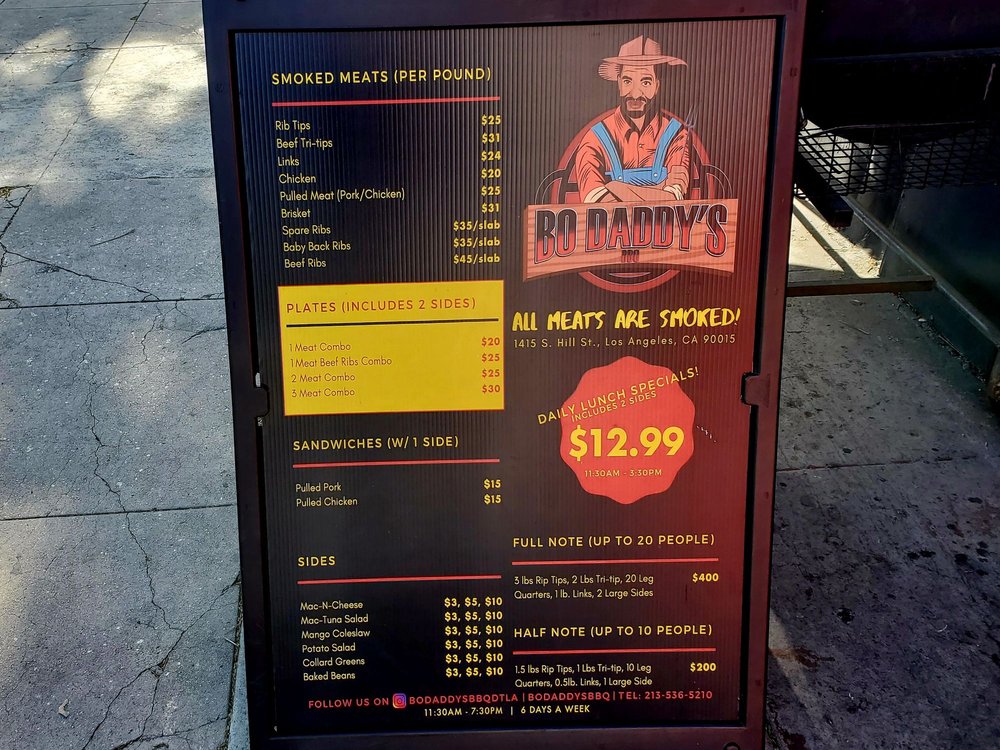 SMOKED MEATS (PER POUND)
Rib Tips $25
Beef Tri-tips $31
Links $24
Chicken $20
Pulled Meat (Pork/Chicken) $25
Brisket $31
Spare Ribs $35/slab
Baby Back Ribs $35/slab
Beef Ribs $45/slab
PLATES (INCLUDES 2 SIDES)
1 Meat Combo $20
1 Meat Beef Ribs Combo $25
2 Meat Combo $25
3 Meat Combo $30
SANDWICHES (W/ 1 SIDE)
Pulled Pork $15
Pulled Chicken $15
SIDES
Mac-N-Cheese $3, $5, $10
Mac-Tuna Salad $3, $5, $10
Mango Coleslaw $3, $5, $10
Potato Salad $3, $5, $10
Collard Greens $3, $5, $10
Baked Beans $3, $5, $10
BO DADDY'S
BBQ
ALL MEATS ARE SMOKED!
1415 S. Hill St., Los Angeles, CA 90015
DAILY LUNCH SPECIALS!
INCLUDES 2 SIDES
$12.99
11:30AM - 3:30PM
FULL NOTE (UP TO 20 PEOPLE)
3 lbs Rip Tips, 2 Lbs Tri-tip, 20 Leg $400
Quarters, 1 lb. Links, 2 Large Sides
HALF NOTE (UP TO 10 PEOPLE)
1.5 lbs Rip Tips, 1 Lbs Tri-tip, 10 Leg $200
Quarters, 0.5lb. Links, 1 Large Side
FOLLOW US ON BODADDYSBBQDTLA | BODADDYSBBQ | TEL: 213-536-5210
11:30AM - 7:30PM | 6 DAYS A WEEK